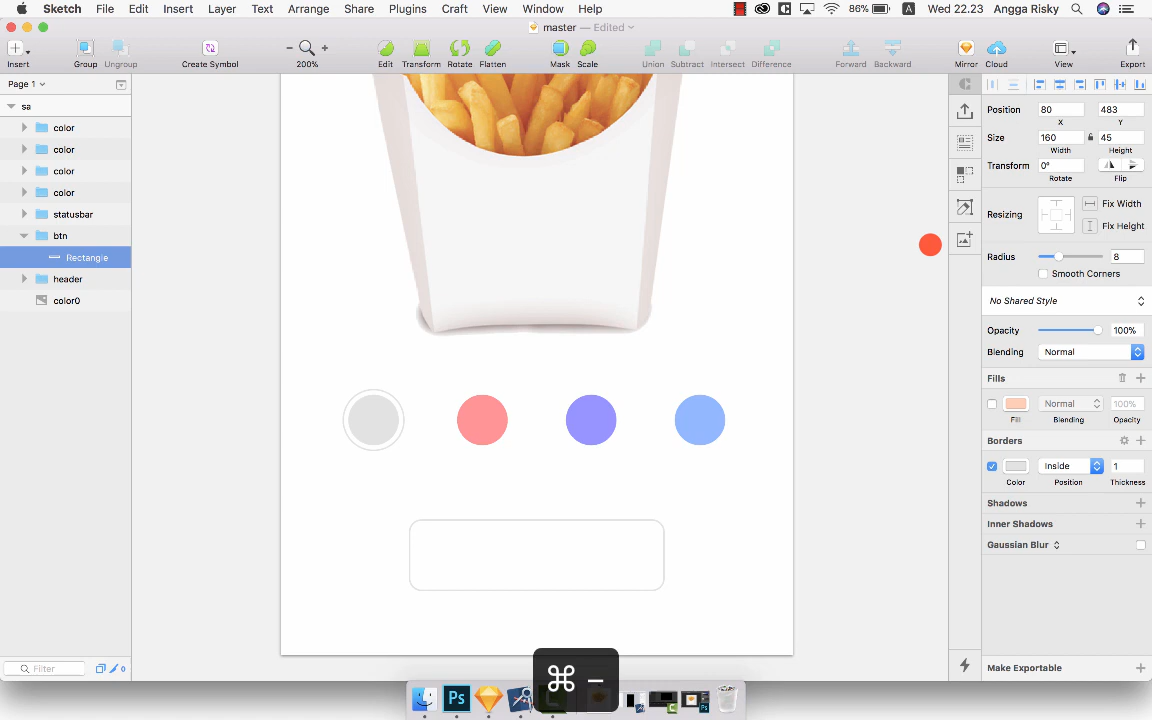 Sketch File Edit Insert Layer Text Arrange Share Plugins Craft View Window Help 86% A Wed 22.23 Angga Risky
master — Edited
Insert Group Ungroup Create Symbol − 200% + Edit Transform Rotate Flatten Mask Scale Union Subtract Intersect Difference Forward Backward Mirror Cloud View Export
Page 1
sa
color
color
color
color
statusbar
btn
Rectangle
header
color0
Filter 0
Position 80 483
X Y
Size 160 45
Width Height
Transform 0°
Rotate Flip
Resizing Fix Width
Fix Height
Radius 8
Smooth Corners
No Shared Style
Opacity 100%
Blending Normal
Fills
Normal 100%
Fill Blending Opacity
Borders
Inside 1
Color Position Thickness
Shadows
Inner Shadows
Gaussian Blur
Make Exportable
⌘ −
Ps